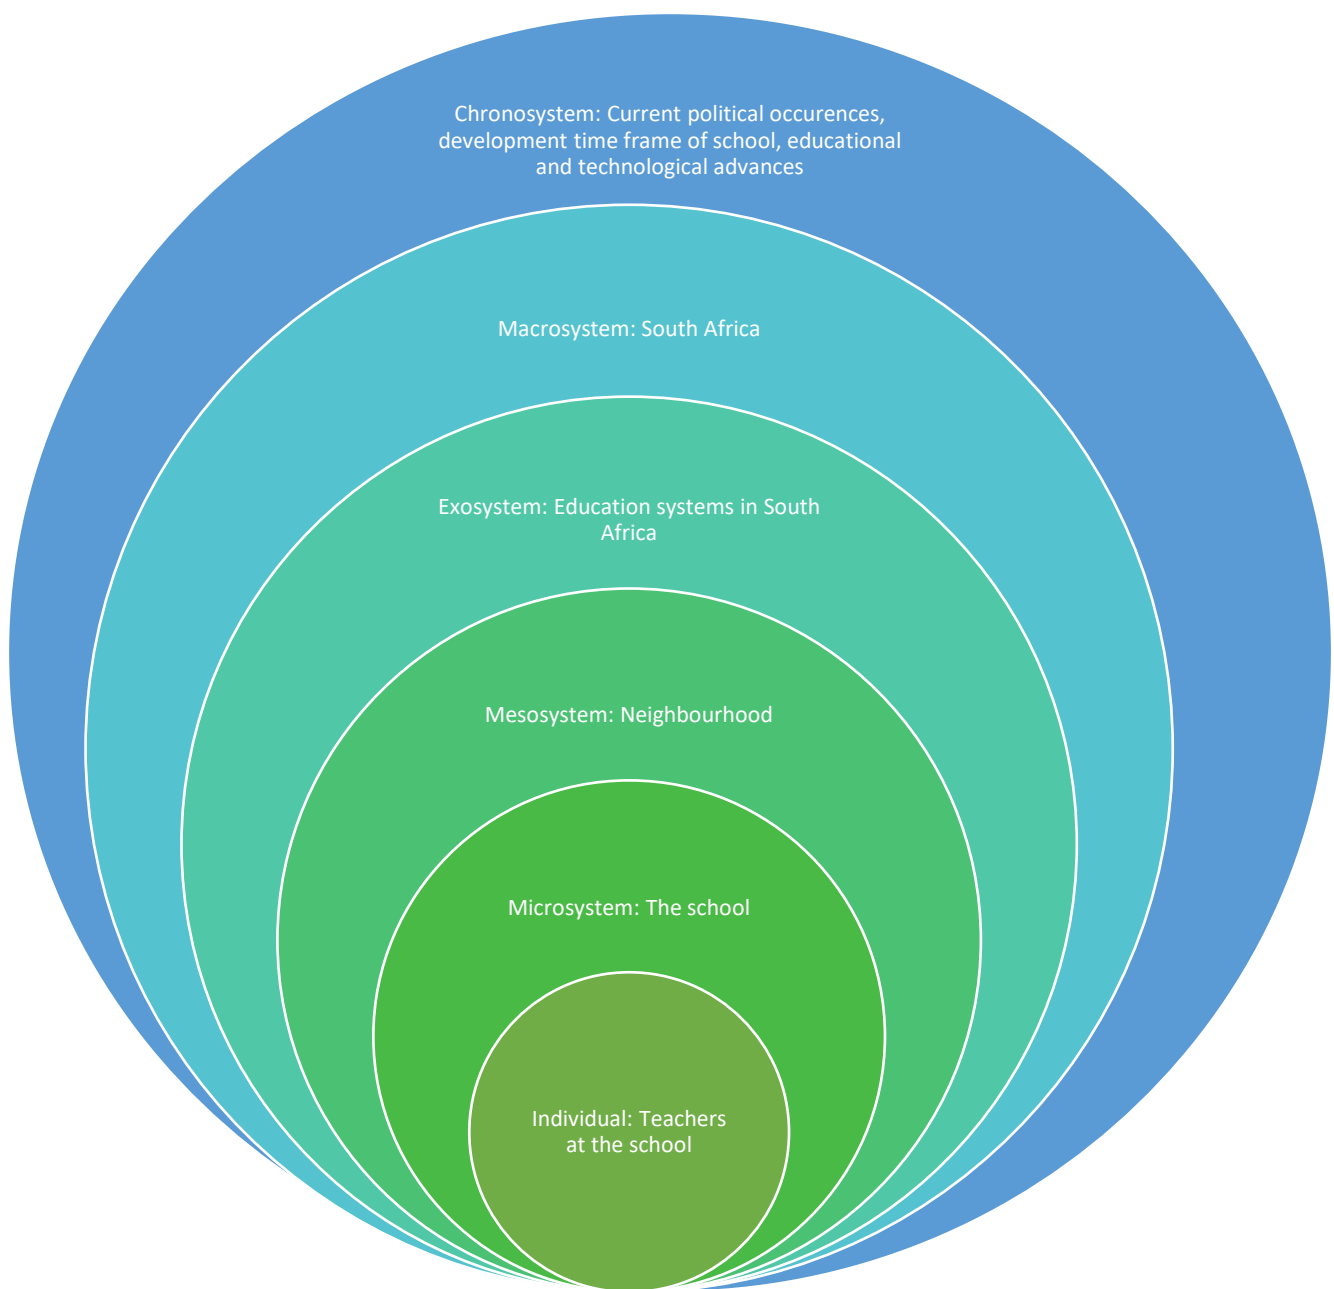 Chronosystem: Current political occurences,
development time frame of school, educational
and technological advances
Macrosystem: South Africa
Exosystem: Education systems in South
Africa
Mesosystem: Neighbourhood
Microsystem: The school
Individual: Teachers
at the school